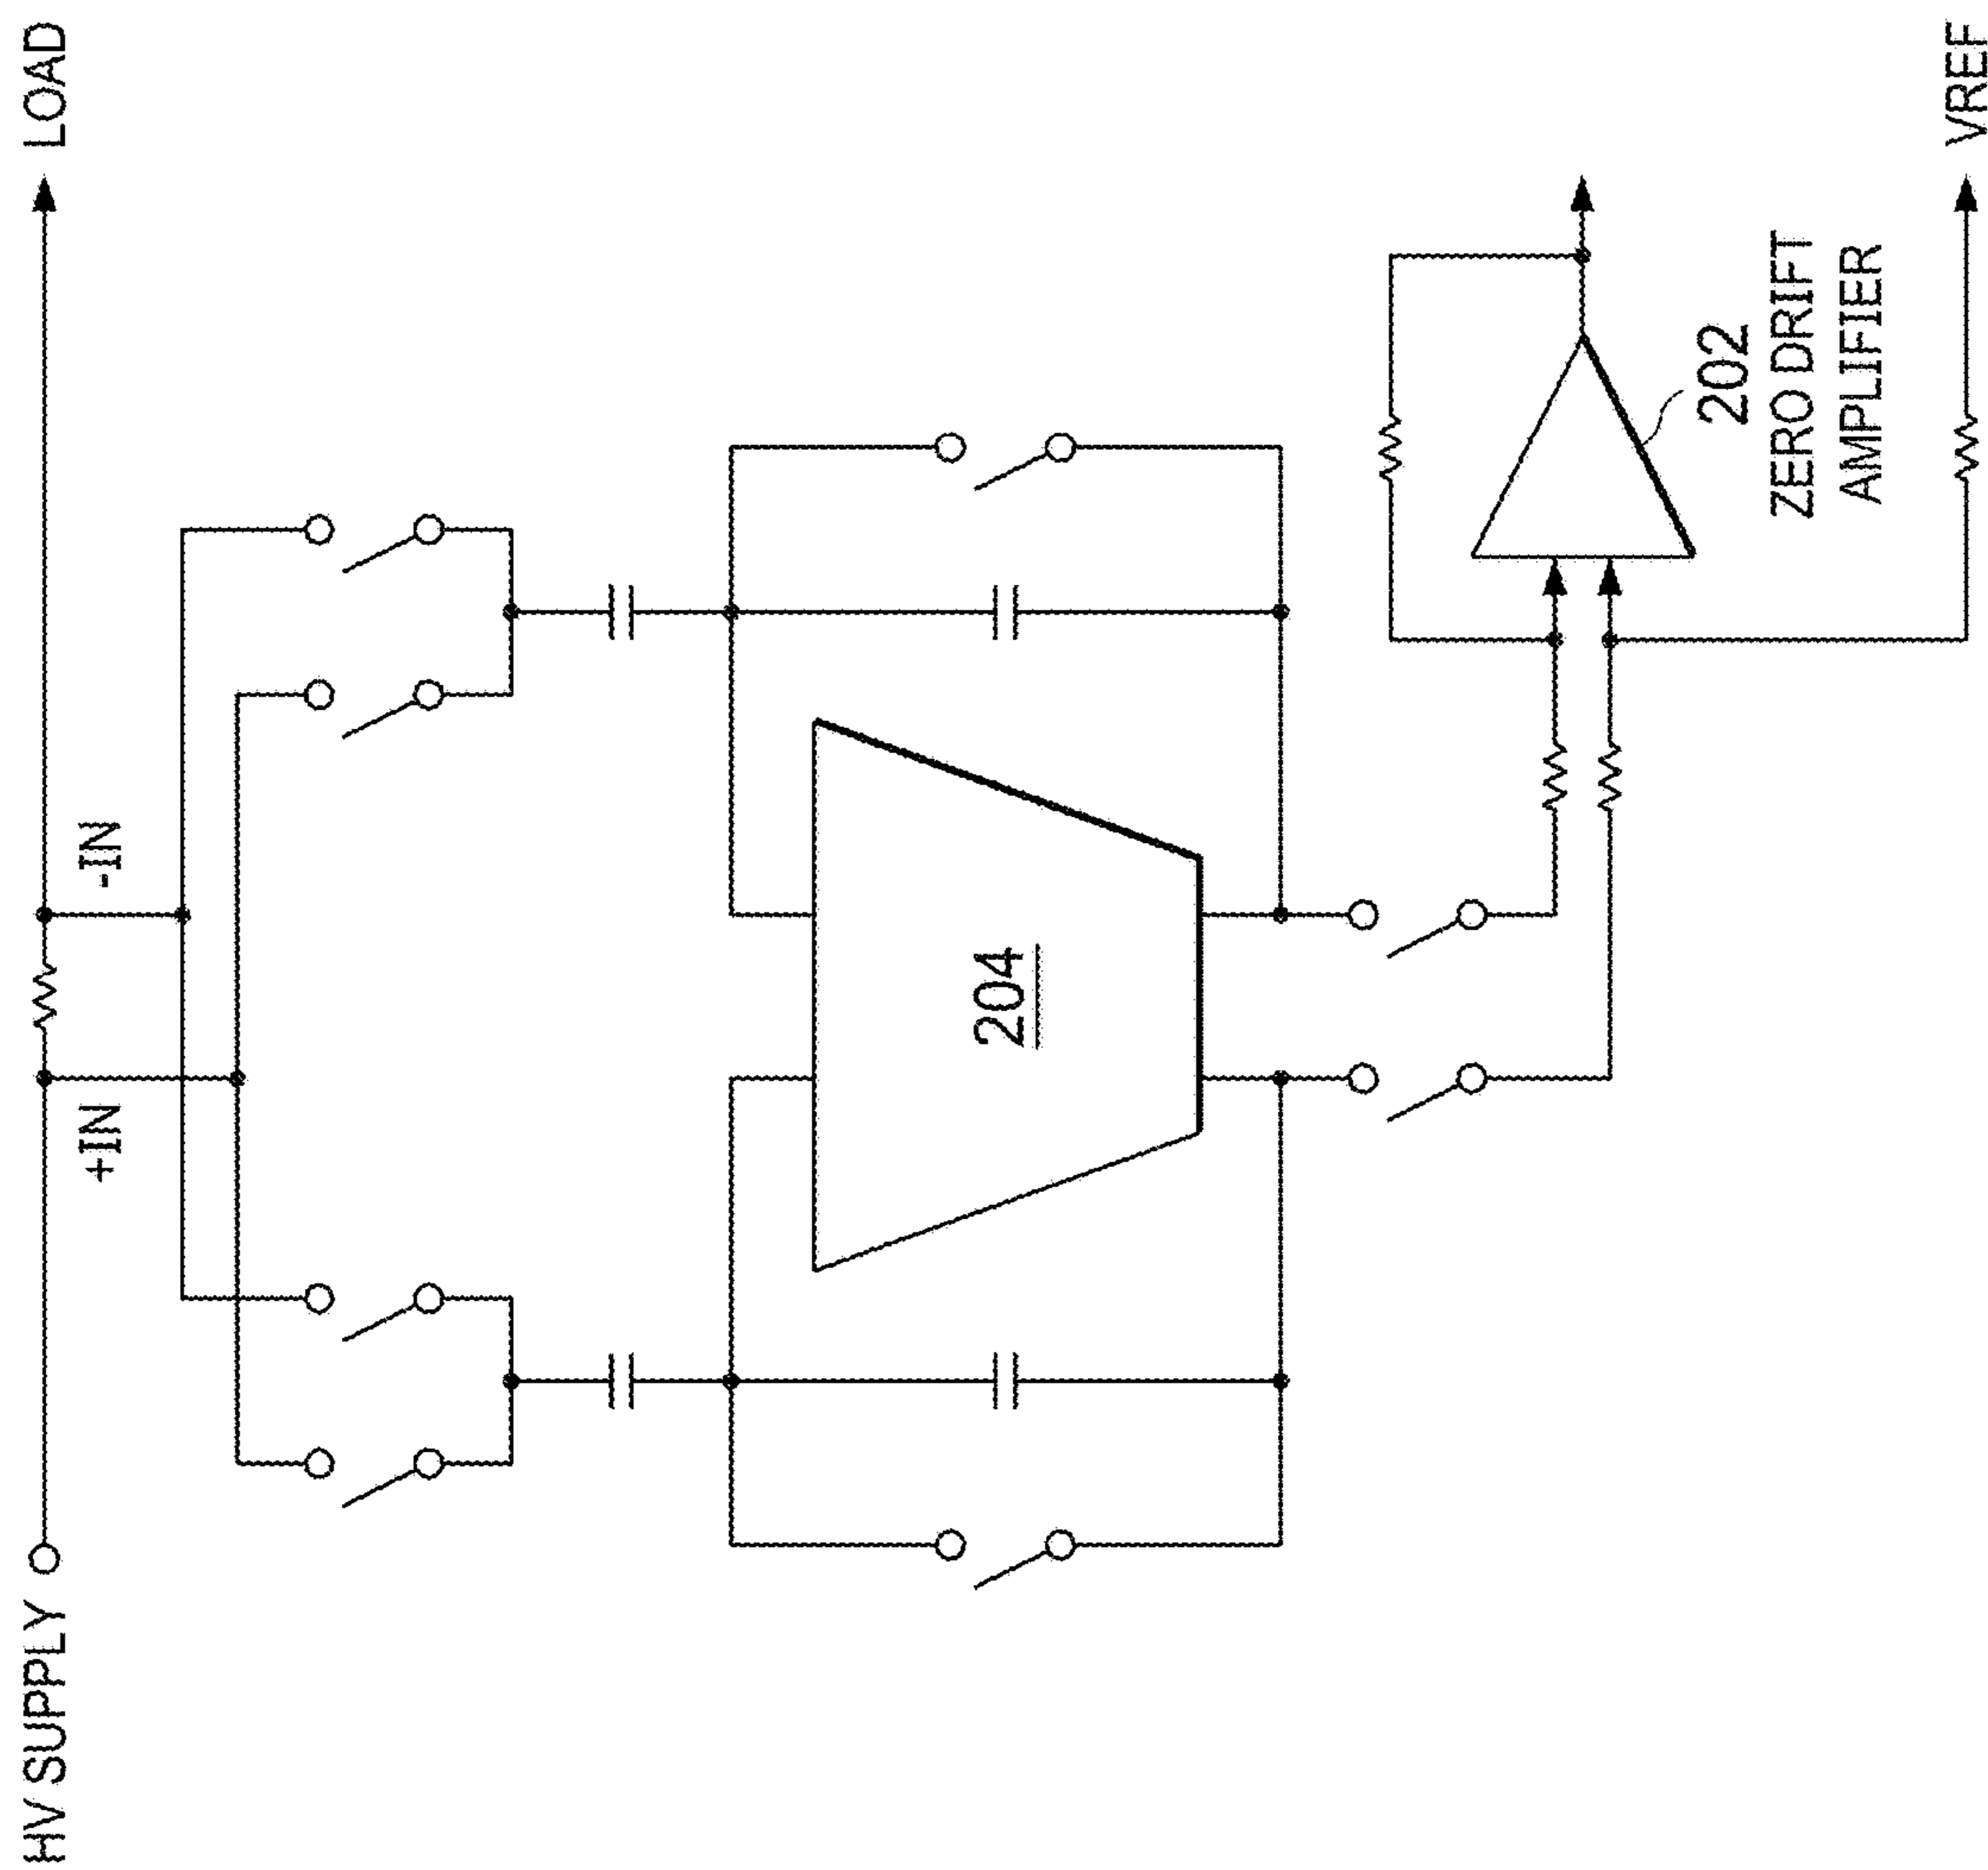 HV SUPPLY
LOAD
+IN
-IN
204
202
ZERO DRIFT
AMPLIFIER
VREF